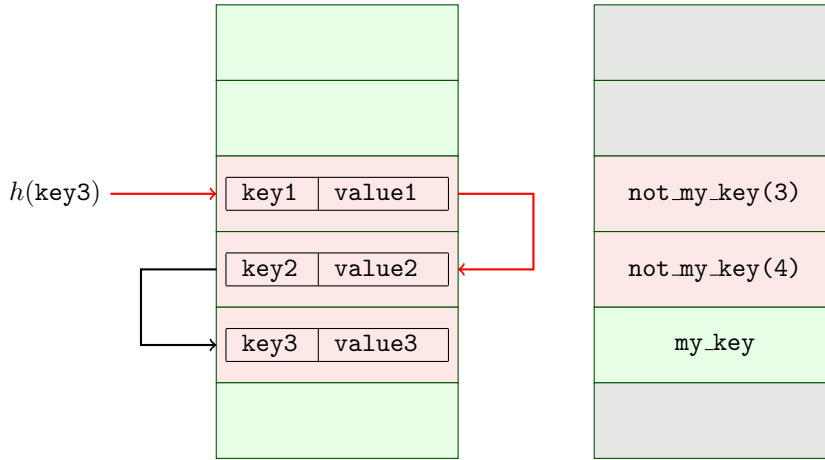 h(key3)
key1 value1
not_my_key(3)
key2 value2
not_my_key(4)
key3 value3
my_key